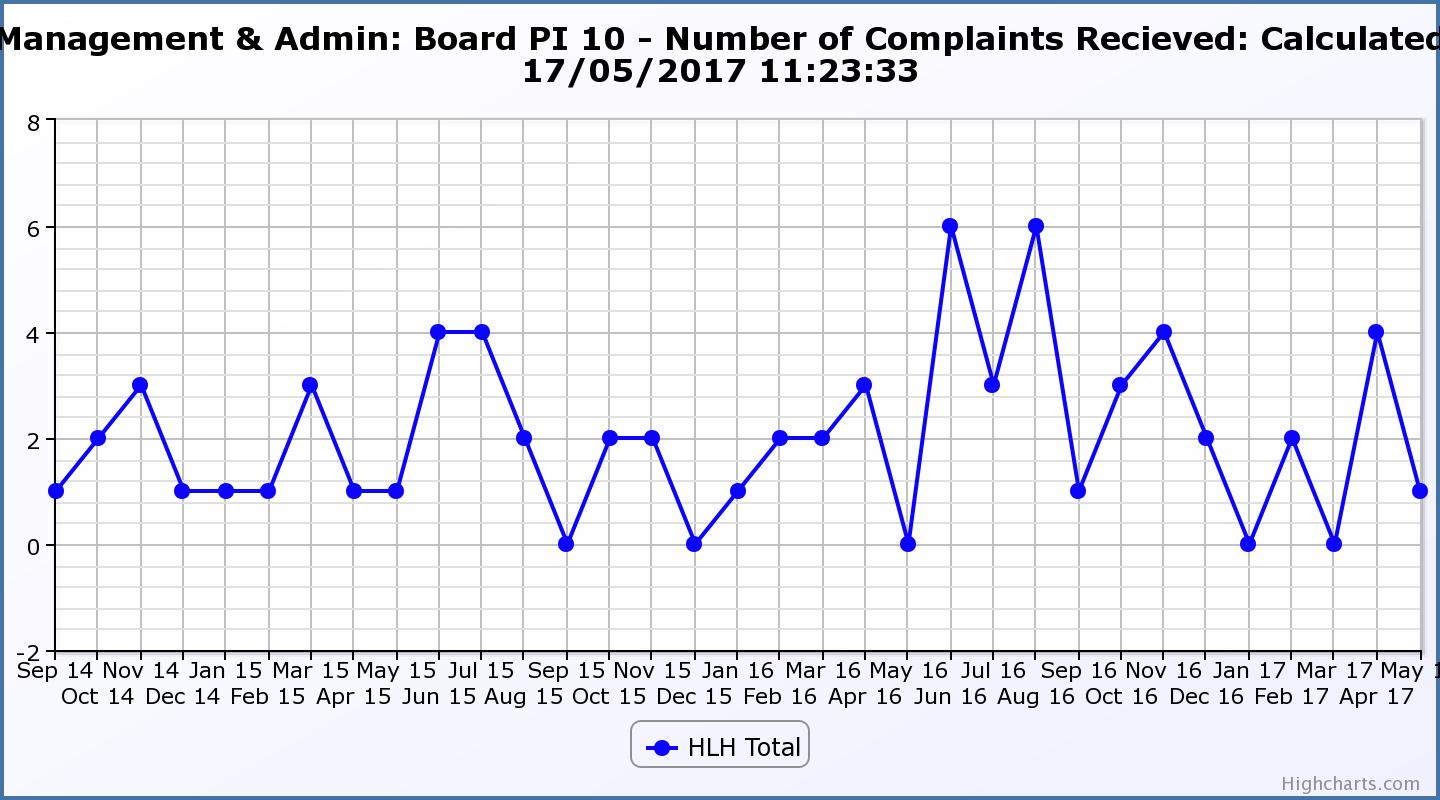 Management & Admin: Board PI 10 - Number of Complaints Recieved: Calculated
17/05/2017 11:23:33
8
6
4
2
0
-2
Sep 14 Nov 14 Jan 15 Mar 15 May 15 Jul 15 Sep 15 Nov 15 Jan 16 Mar 16 May 16 Jul 16 Sep 16 Nov 16 Jan 17 Mar 17 May 1
Oct 14 Dec 14 Feb 15 Apr 15 Jun 15 Aug 15 Oct 15 Dec 15 Feb 16 Apr 16 Jun 16 Aug 16 Oct 16 Dec 16 Feb 17 Apr 17
HLH Total
Highcharts.com